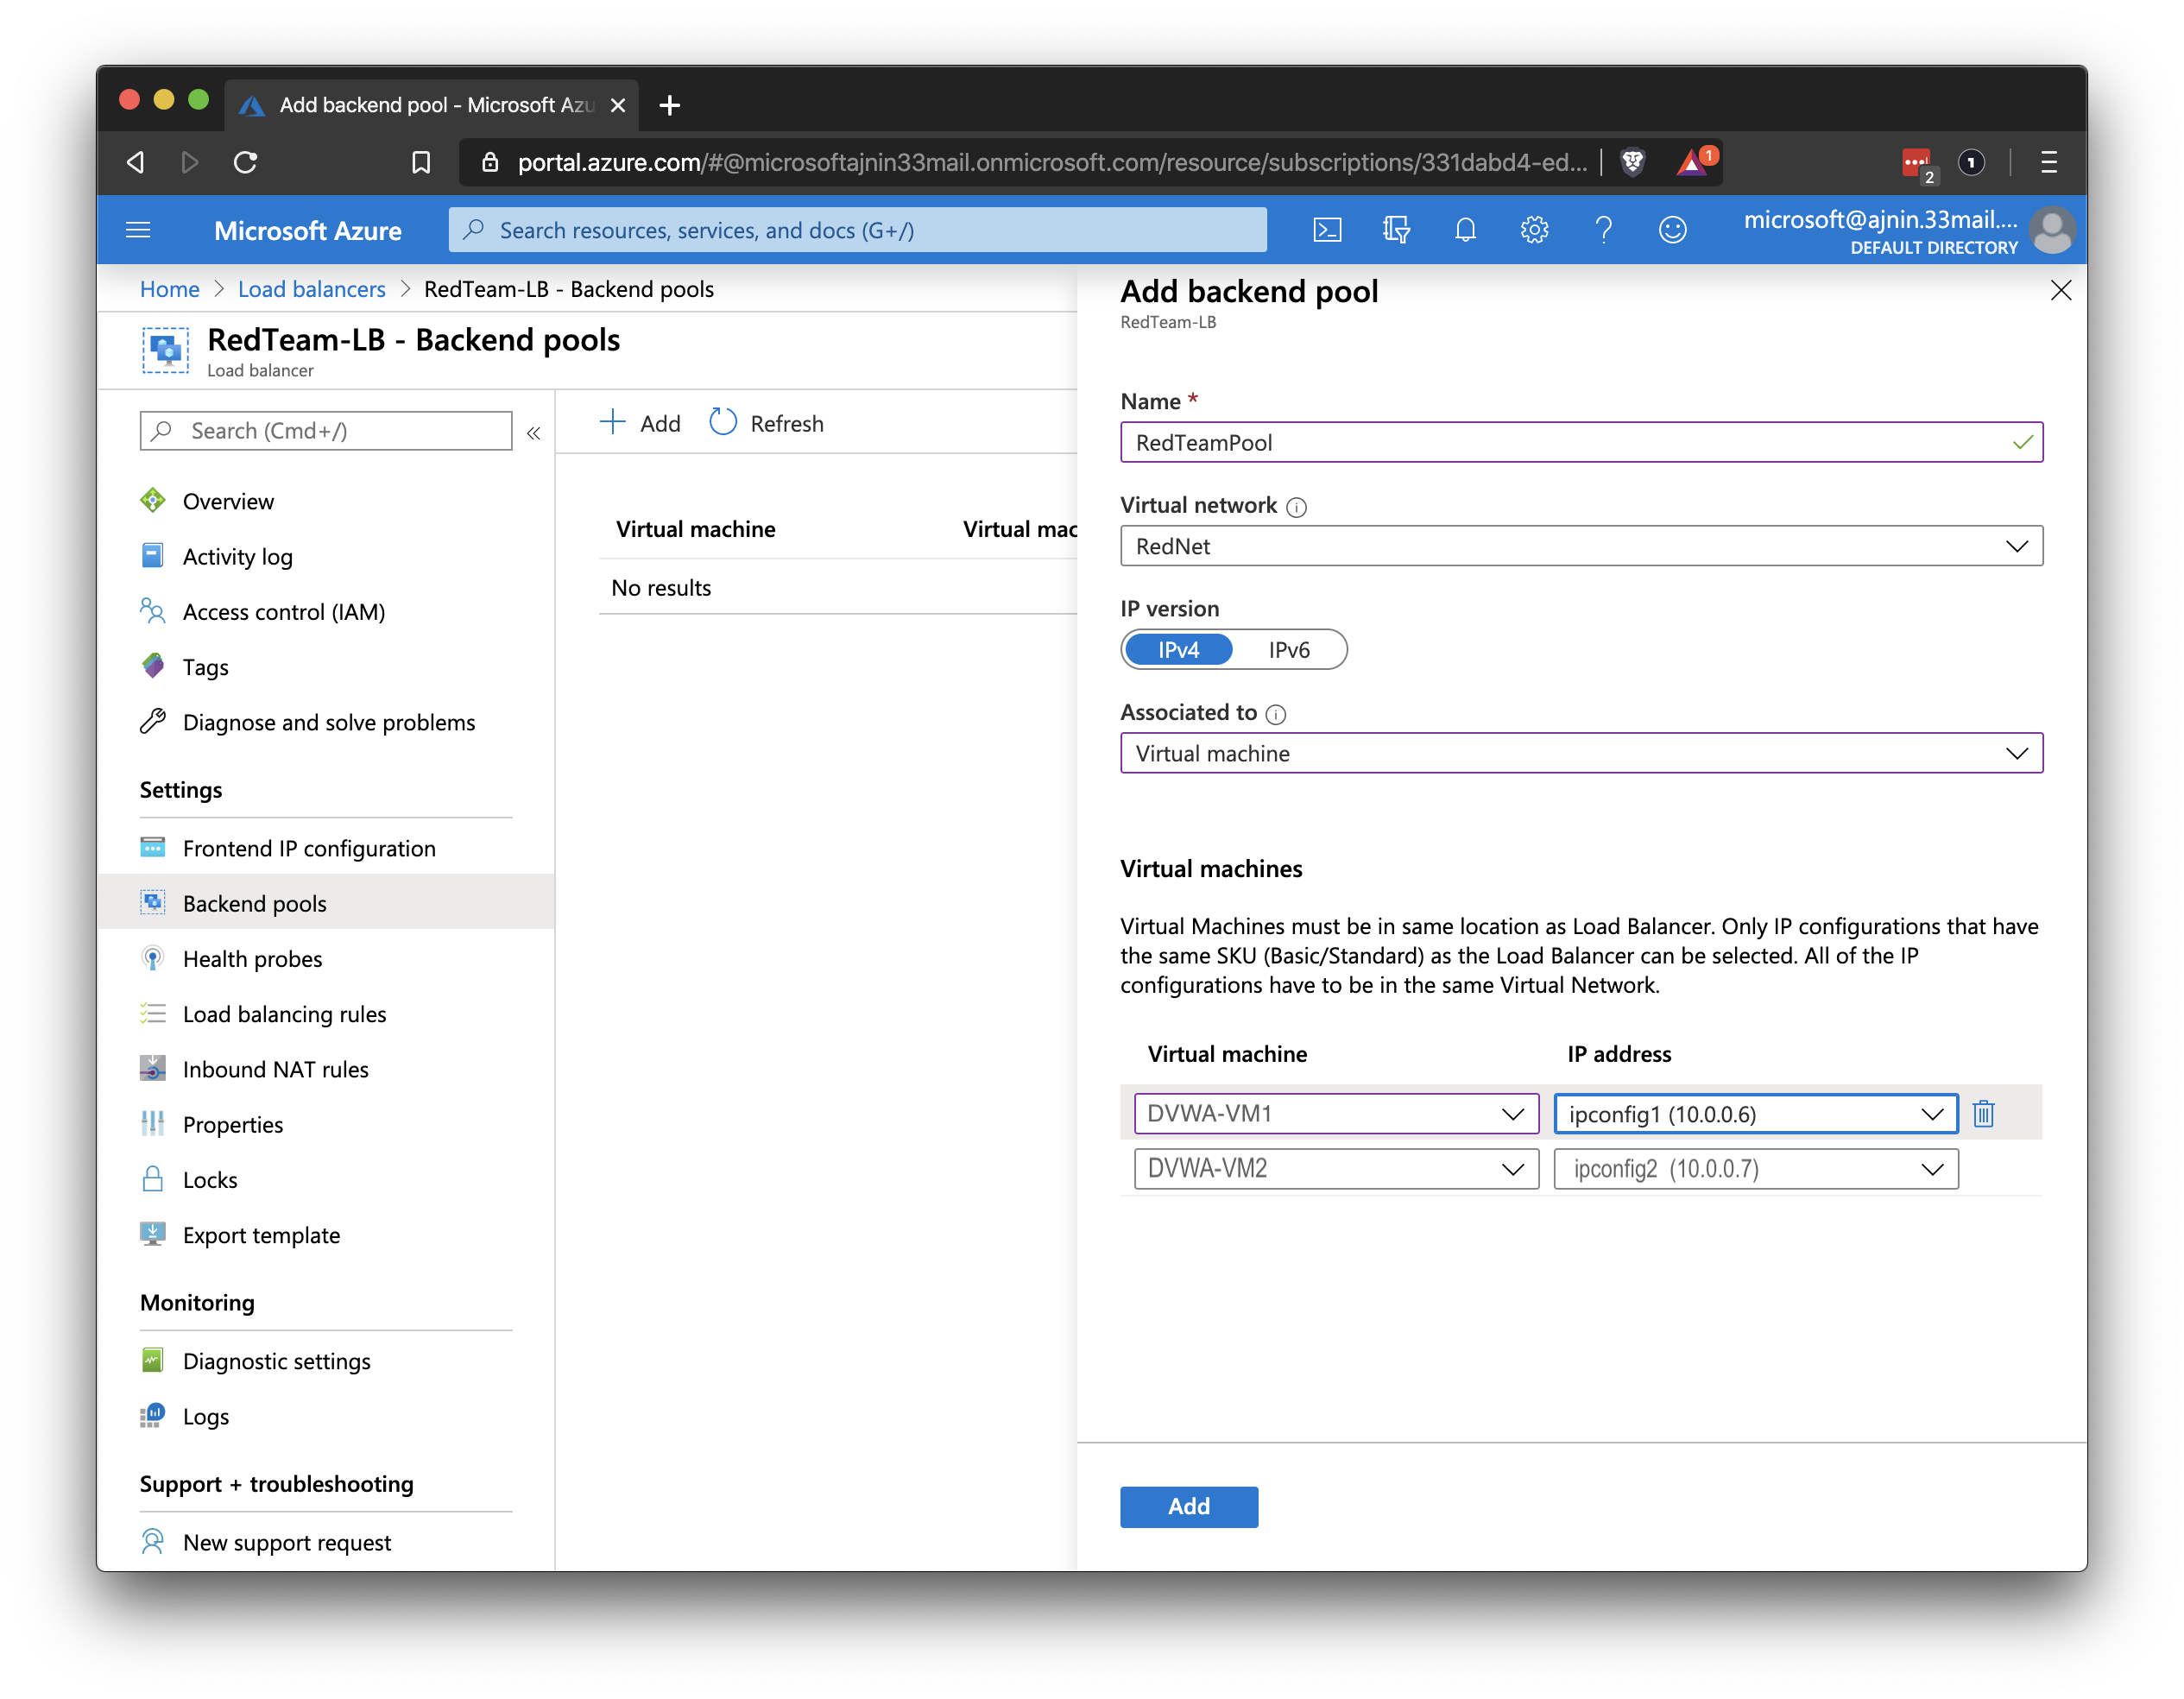 Add backend pool - Microsoft Azu
portal.azure.com/#@microsoftajnin33mail.onmicrosoft.com/resource/subscriptions/331dabd4-ed...
1
2
1
Microsoft Azure
Search resources, services, and docs (G+/)
microsoft@ajnin.33mail....
DEFAULT DIRECTORY
Home > Load balancers > RedTeam-LB - Backend pools
RedTeam-LB - Backend pools
Load balancer
Search (Cmd+/)
Overview
Activity log
Access control (IAM)
Tags
Diagnose and solve problems
Settings
Frontend IP configuration
Backend pools
Health probes
Load balancing rules
Inbound NAT rules
Properties
Locks
Export template
Monitoring
Diagnostic settings
Logs
Support + troubleshooting
New support request
Add Refresh
Virtual machine Virtual mac
No results
Add backend pool
RedTeam-LB
Name *
RedTeamPool
Virtual network
RedNet
IP version
IPv4 IPv6
Associated to
Virtual machine
Virtual machines
Virtual Machines must be in same location as Load Balancer. Only IP configurations that have
the same SKU (Basic/Standard) as the Load Balancer can be selected. All of the IP
configurations have to be in the same Virtual Network.
Virtual machine IP address
DVWA-VM1 ipconfig1 (10.0.0.6)
DVWA-VM2 ipconfig2 (10.0.0.7)
Add